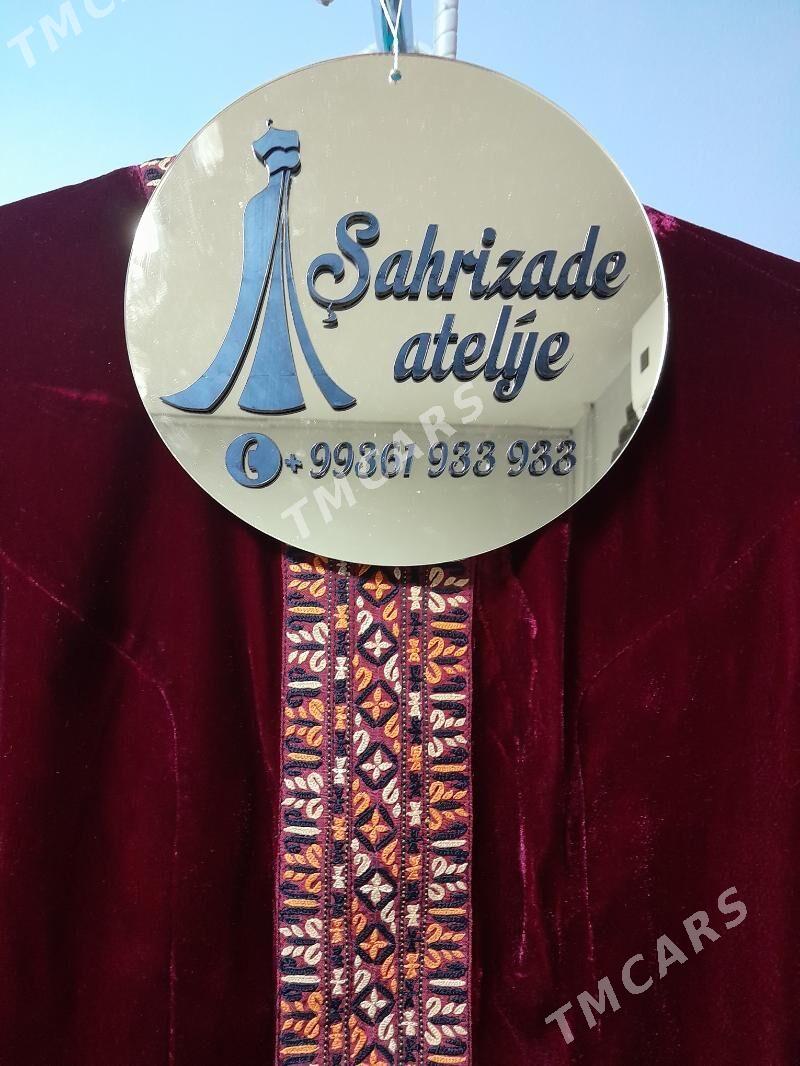 TMCARS
Şahrizade
atelýe
+ 99361 933 933
TMCARS
TMCARS